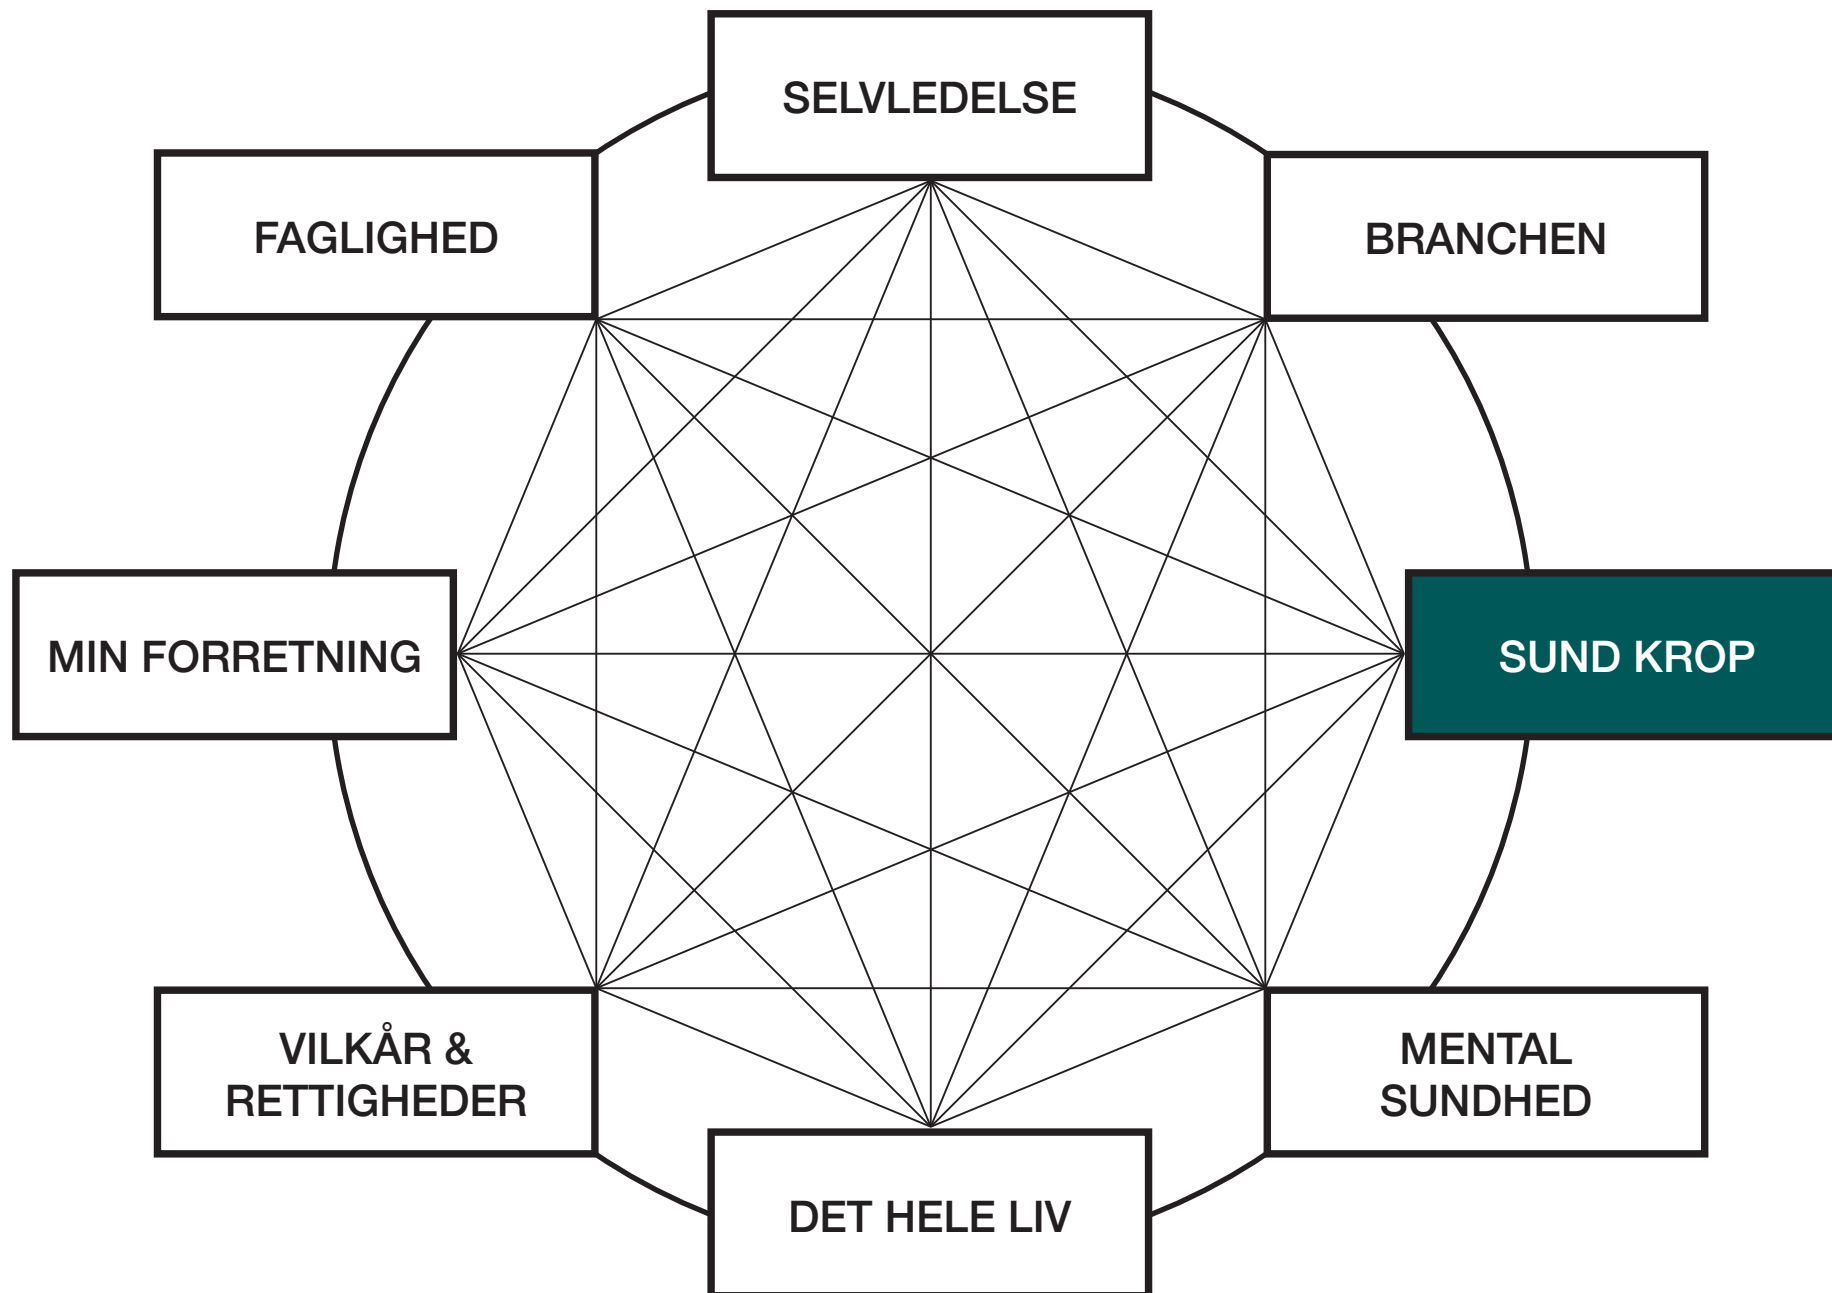 SELVLEDELSE
FAGLIGHED
BRANCHEN
MIN FORRETNING
SUND KROP
VILKÅR &
RETTIGHEDER
MENTAL
SUNDHED
DET HELE LIV